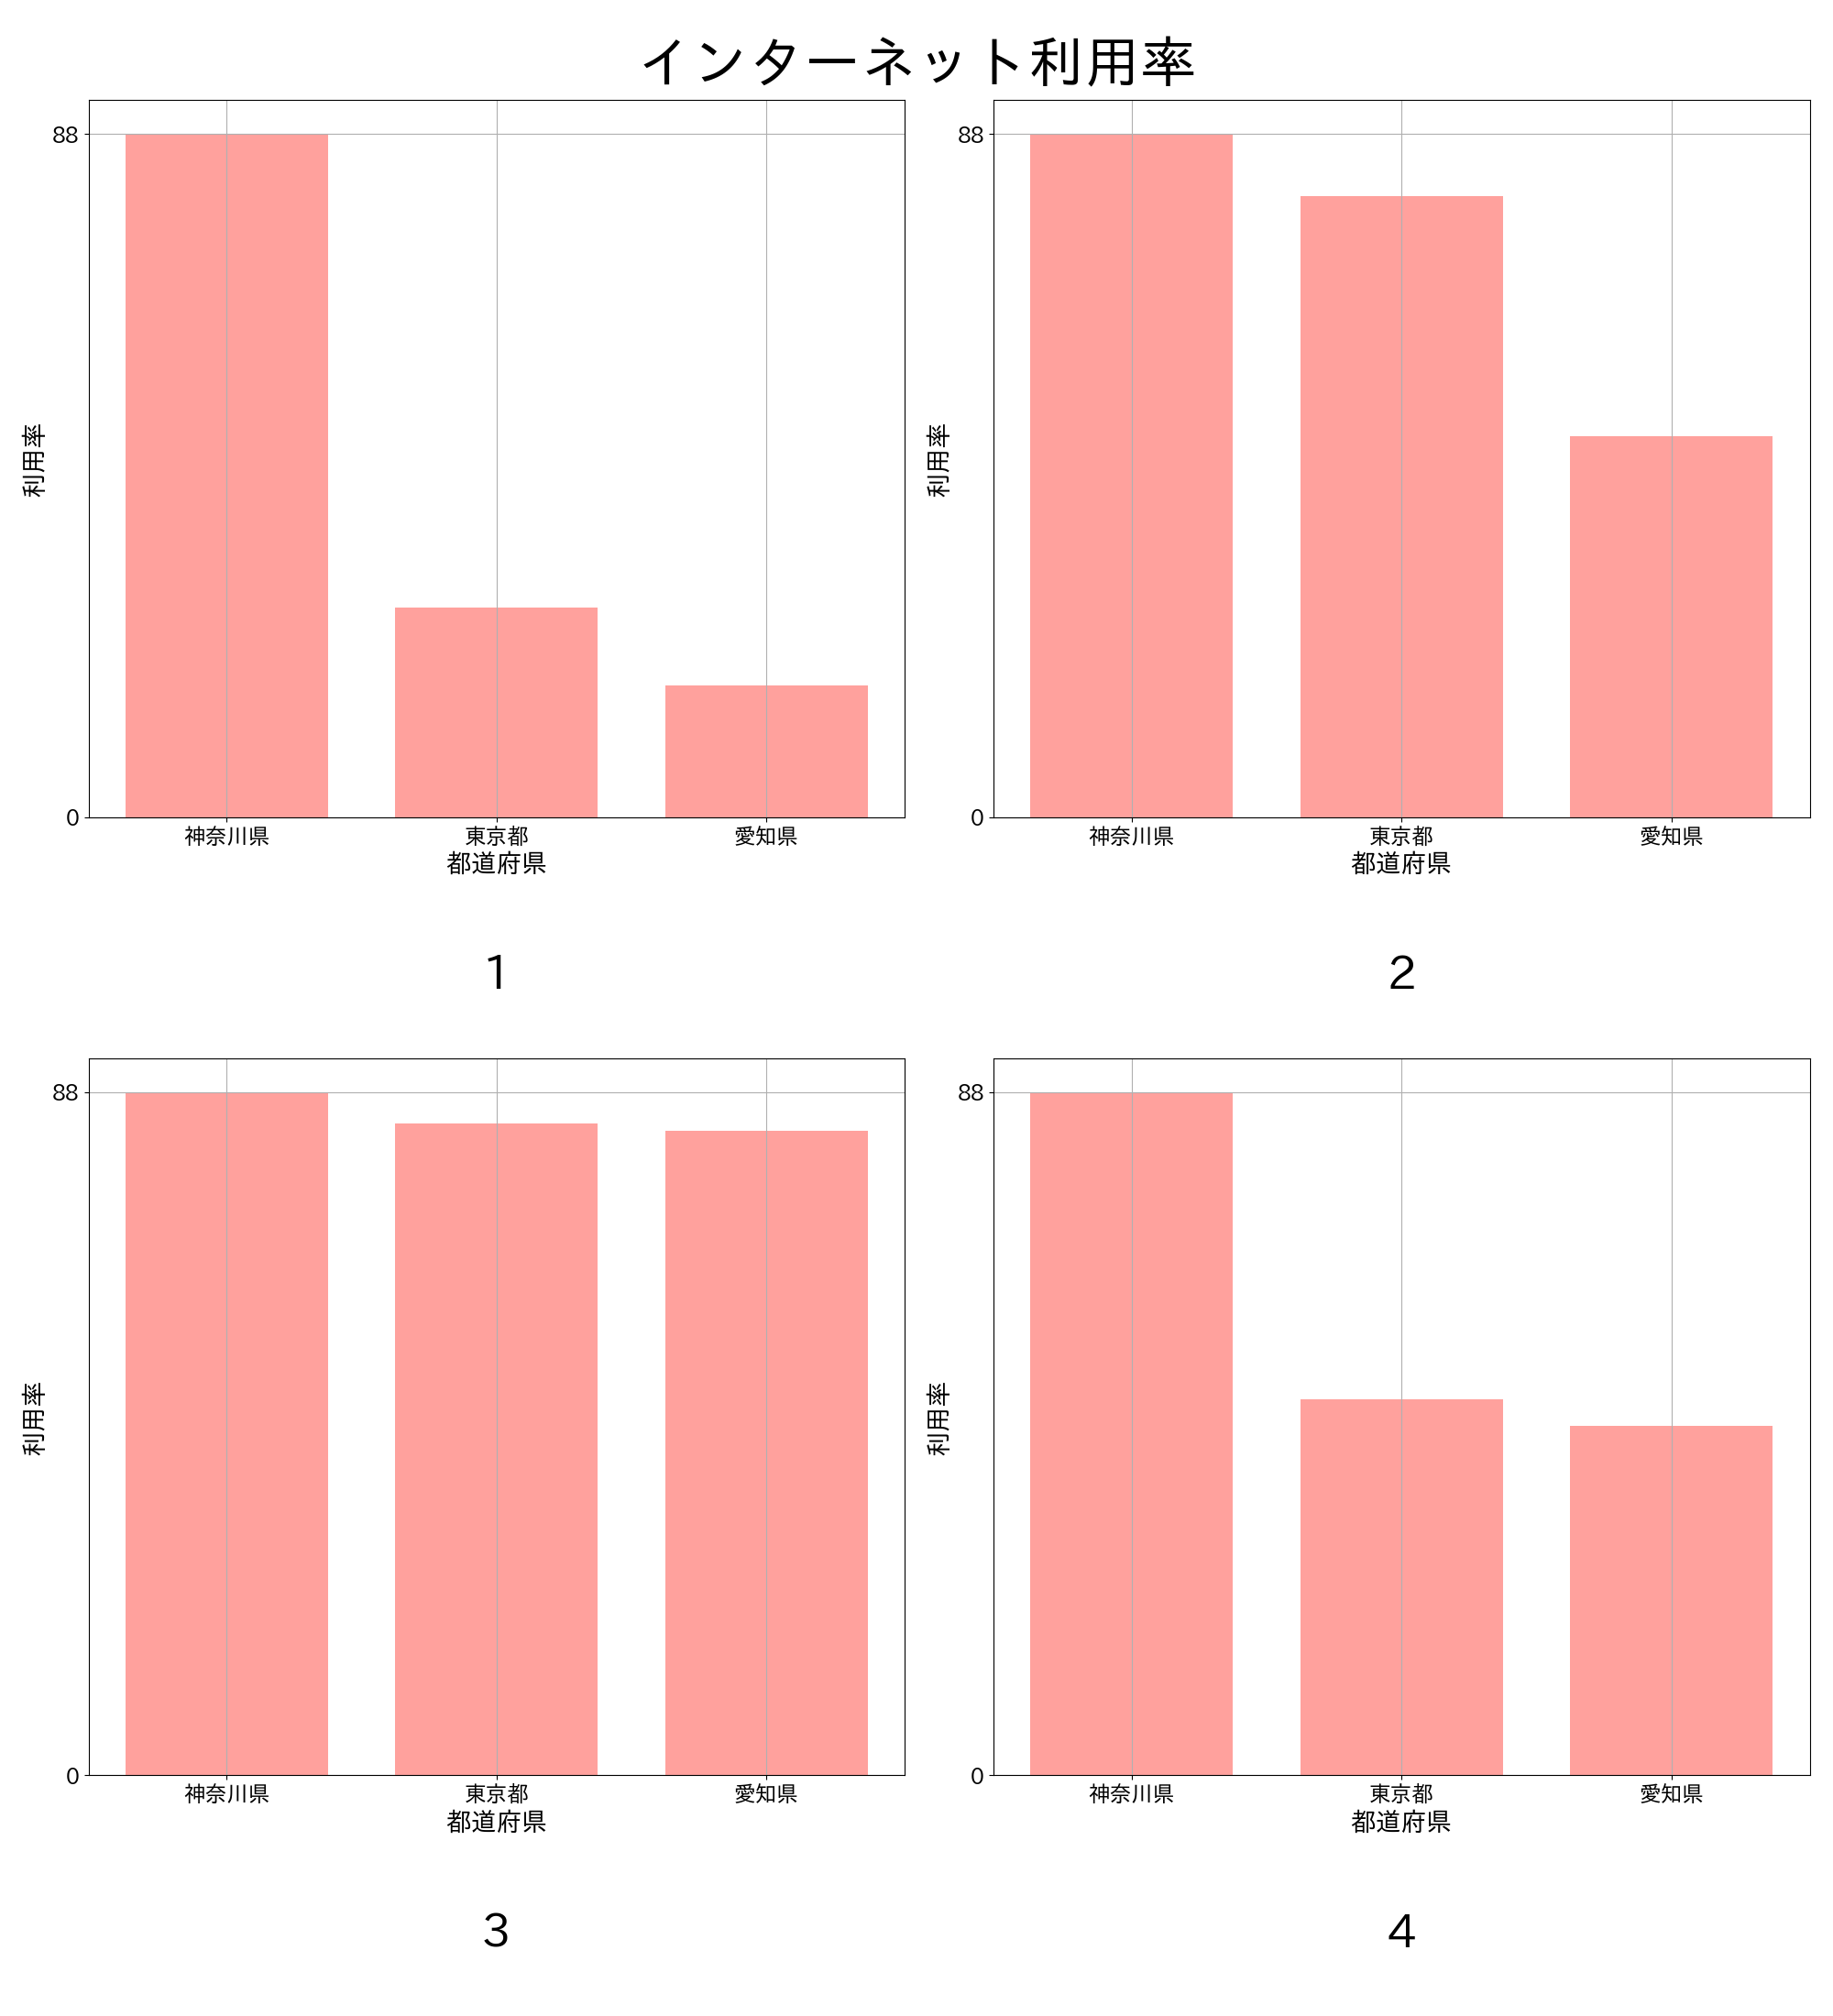 インターネット利用率
88
0
利用率
神奈川県 東京都 愛知県
都道府県
1
88
0
利用率
神奈川県 東京都 愛知県
都道府県
2
88
0
利用率
神奈川県 東京都 愛知県
都道府県
3
88
0
利用率
神奈川県 東京都 愛知県
都道府県
4